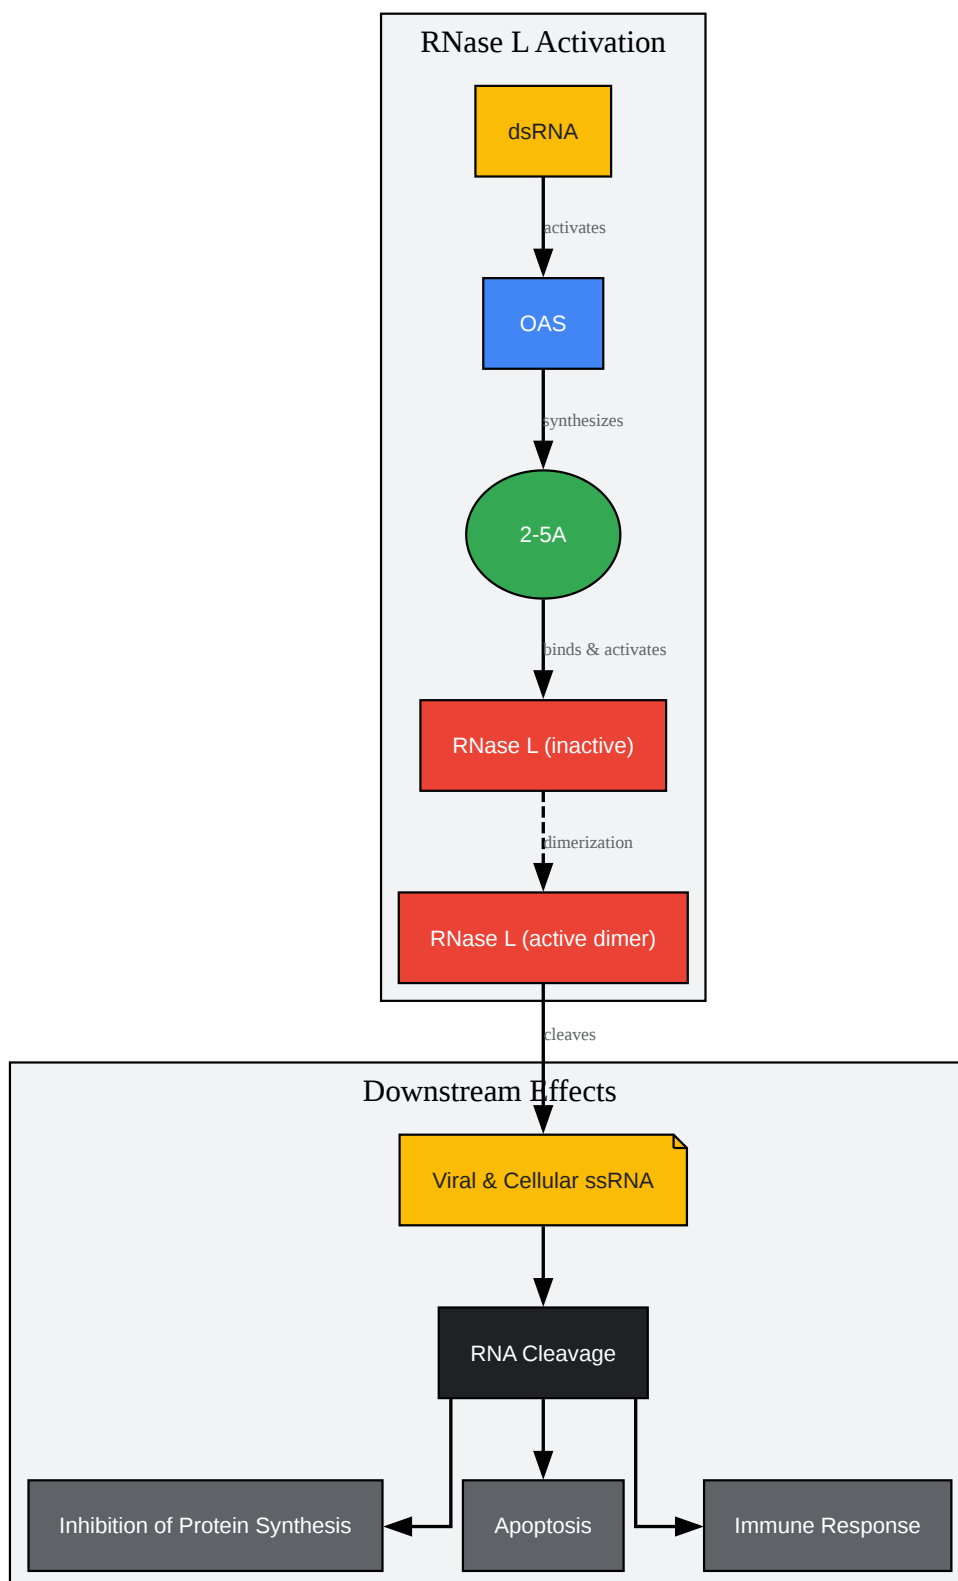 RNase L Activation
dsRNA
activates
OAS
synthesizes
2-5A
binds & activates
RNase L (inactive)
dimerization
RNase L (active dimer)
cleaves
Downstream Effects
Viral & Cellular ssRNA
RNA Cleavage
Inhibition of Protein Synthesis
Apoptosis
Immune Response